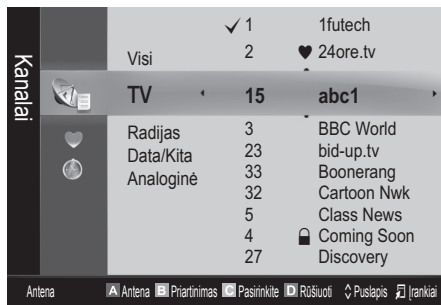 Kanalai
✓ 1 1futech
Visi 2 ♥ 24ore.tv
TV 15 abc1
Radijas 3 BBC World
Data/Kita 23 bid-up.tv
Analoginė 33 Boonerang
32 Cartoon Nwk
5 Class News
4 Coming Soon
27 Discovery
Antena A Antena B Priartinimas C Pasirinkite D Rūšiuoti Puslapis Įrankiai